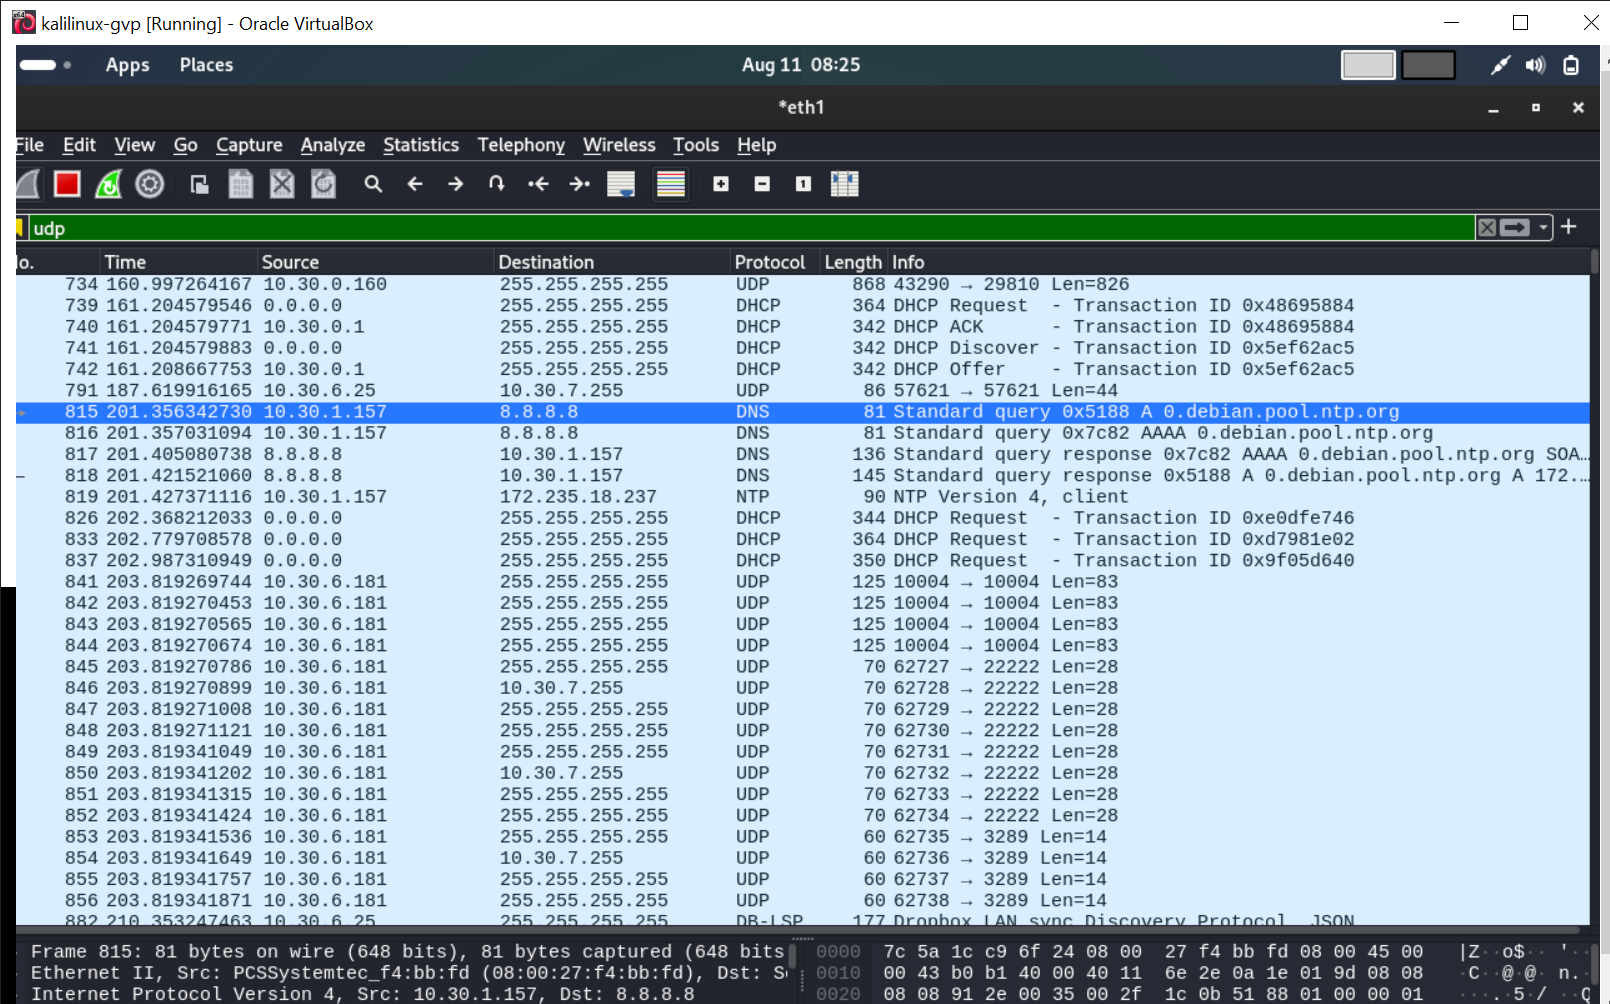 kalilinux-gvp [Running] - Oracle VirtualBox
Apps Places Aug 11 08:25
*eth1
File Edit View Go Capture Analyze Statistics Telephony Wireless Tools Help
udp
No. Time Source Destination Protocol Length Info
734 160.997264167 10.30.0.160 255.255.255.255 UDP 868 43290 → 29810 Len=826
739 161.204579546 0.0.0.0 255.255.255.255 DHCP 364 DHCP Request - Transaction ID 0x48695884
740 161.204579771 10.30.0.1 255.255.255.255 DHCP 342 DHCP ACK - Transaction ID 0x48695884
741 161.204579883 0.0.0.0 255.255.255.255 DHCP 342 DHCP Discover - Transaction ID 0x5ef62ac5
742 161.208667753 10.30.0.1 255.255.255.255 DHCP 342 DHCP Offer - Transaction ID 0x5ef62ac5
791 187.619916165 10.30.6.25 10.30.7.255 UDP 86 57621 → 57621 Len=44
815 201.356342730 10.30.1.157 8.8.8.8 DNS 81 Standard query 0x5188 A 0.debian.pool.ntp.org
816 201.357031094 10.30.1.157 8.8.8.8 DNS 81 Standard query 0x7c82 AAAA 0.debian.pool.ntp.org
817 201.405080738 8.8.8.8 10.30.1.157 DNS 136 Standard query response 0x7c82 AAAA 0.debian.pool.ntp.org SOA…
818 201.421521060 8.8.8.8 10.30.1.157 DNS 145 Standard query response 0x5188 A 0.debian.pool.ntp.org A 172.…
819 201.427371116 10.30.1.157 172.235.18.237 NTP 90 NTP Version 4, client
826 202.368212033 0.0.0.0 255.255.255.255 DHCP 344 DHCP Request - Transaction ID 0xe0dfe746
833 202.779708578 0.0.0.0 255.255.255.255 DHCP 364 DHCP Request - Transaction ID 0xd7981e02
837 202.987310949 0.0.0.0 255.255.255.255 DHCP 350 DHCP Request - Transaction ID 0x9f05d640
841 203.819269744 10.30.6.181 255.255.255.255 UDP 125 10004 → 10004 Len=83
842 203.819270453 10.30.6.181 255.255.255.255 UDP 125 10004 → 10004 Len=83
843 203.819270565 10.30.6.181 255.255.255.255 UDP 125 10004 → 10004 Len=83
844 203.819270674 10.30.6.181 255.255.255.255 UDP 125 10004 → 10004 Len=83
845 203.819270786 10.30.6.181 255.255.255.255 UDP 70 62727 → 22222 Len=28
846 203.819270899 10.30.6.181 10.30.7.255 UDP 70 62728 → 22222 Len=28
847 203.819271008 10.30.6.181 255.255.255.255 UDP 70 62729 → 22222 Len=28
848 203.819271121 10.30.6.181 255.255.255.255 UDP 70 62730 → 22222 Len=28
849 203.819341049 10.30.6.181 255.255.255.255 UDP 70 62731 → 22222 Len=28
850 203.819341202 10.30.6.181 10.30.7.255 UDP 70 62732 → 22222 Len=28
851 203.819341315 10.30.6.181 255.255.255.255 UDP 70 62733 → 22222 Len=28
852 203.819341424 10.30.6.181 255.255.255.255 UDP 70 62734 → 22222 Len=28
853 203.819341536 10.30.6.181 255.255.255.255 UDP 60 62735 → 3289 Len=14
854 203.819341649 10.30.6.181 10.30.7.255 UDP 60 62736 → 3289 Len=14
855 203.819341757 10.30.6.181 255.255.255.255 UDP 60 62737 → 3289 Len=14
856 203.819341871 10.30.6.181 255.255.255.255 UDP 60 62738 → 3289 Len=14
882 210.353247463 10.30.6.25 255.255.255.255 DB-LSP 177 Dropbox LAN sync Discovery Protocol, JSON
Frame 815: 81 bytes on wire (648 bits), 81 bytes captured (648 bits
Ethernet II, Src: PCSSystemtec_f4:bb:fd (08:00:27:f4:bb:fd), Dst: S
Internet Protocol Version 4, Src: 10.30.1.157, Dst: 8.8.8.8
0000 7c 5a 1c c9 6f 24 08 00 27 f4 bb fd 08 00 45 00 |Z··o$·· '·
0010 00 43 b0 b1 40 00 40 11 6e 2e 0a 1e 01 9d 08 08 ·C··@·@· n.
0020 08 08 91 2e 00 35 00 2f 1c 0b 51 88 01 00 00 01 ···.·5·/ ··Q